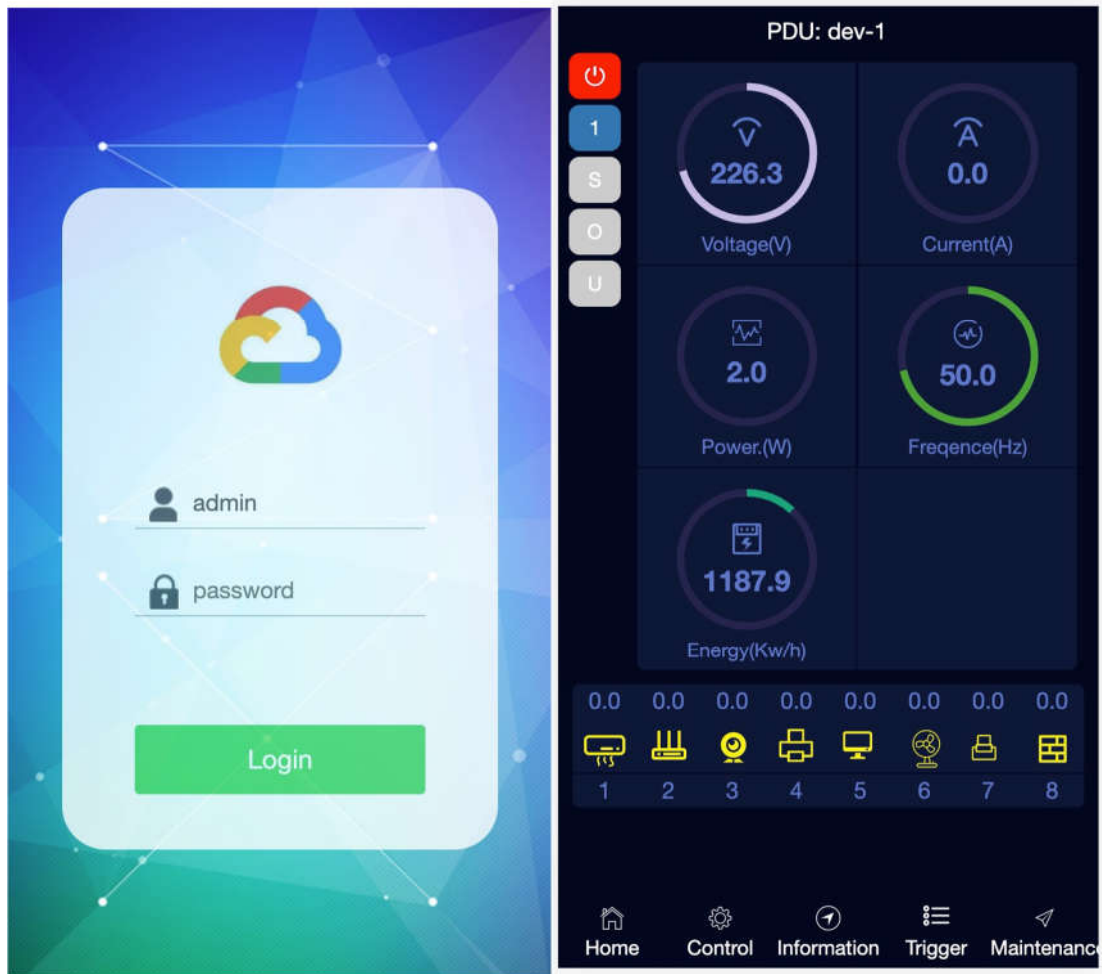 admin
password
Login
PDU: dev-1
1
S
O
U
V
226.3
Voltage(V)
A
0.0
Current(A)
2.0
Power.(W)
50.0
Freqence(Hz)
1187.9
Energy(Kw/h)
0.0 0.0 0.0 0.0 0.0 0.0 0.0 0.0
1 2 3 4 5 6 7 8
Home Control Information Trigger Maintenanc